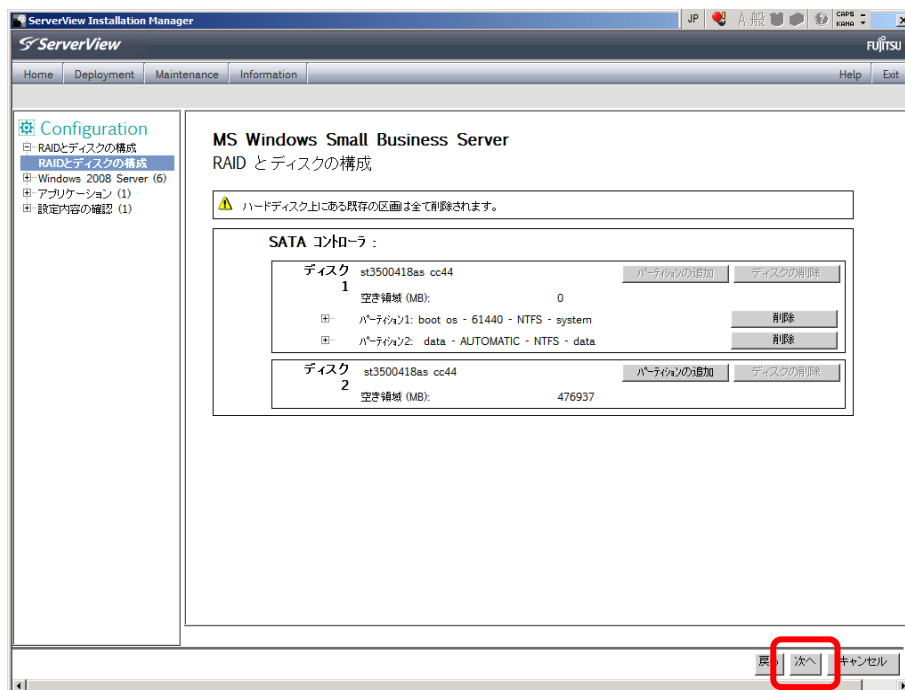 ServerView Installation Manager
JP A 般 CAPS KANA
ServerView FUJITSU
Home Deployment Maintenance Information Help Exit
Configuration
RAIDとディスクの構成
RAIDとディスクの構成
Windows 2008 Server (6)
アプリケーション (1)
設定内容の確認 (1)
MS Windows Small Business Server
RAID とディスクの構成
ハードディスク上にある既存の区画は全て削除されます。
SATA コントローラ :
ディスク 1 st3500418as cc44 パーティションの追加 ディスクの削除
空き領域 (MB): 0
パーティション1: boot os - 61440 - NTFS - system 削除
パーティション2: data - AUTOMATIC - NTFS - data 削除
ディスク 2 st3500418as cc44 パーティションの追加 ディスクの削除
空き領域 (MB): 476937
戻る 次へ キャンセル